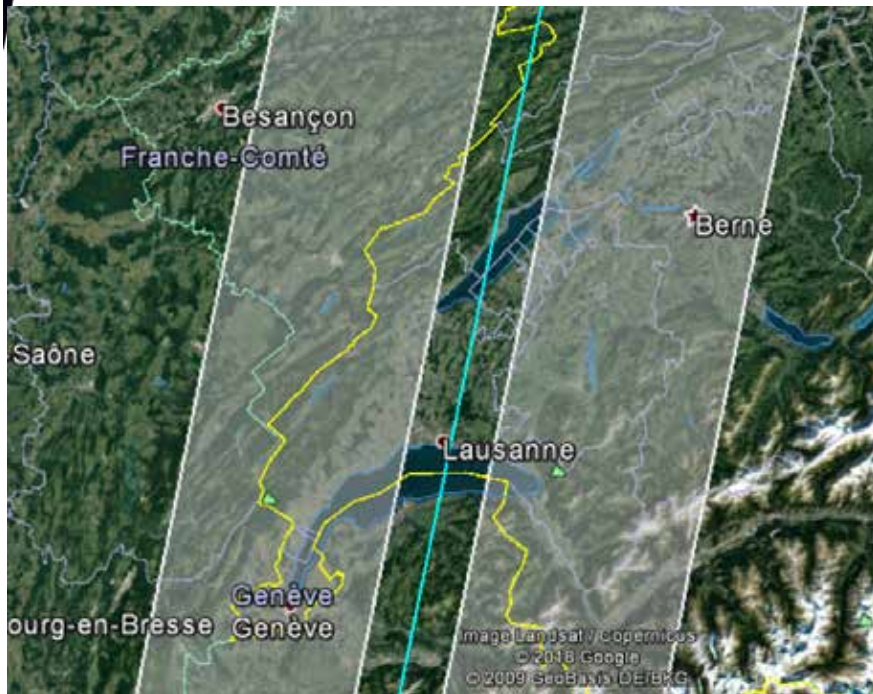 Besançon
Franche-Comté
Berne
-Saône
Lausanne
Genève
ourg-en-Bresse Genève
Image Landsat / Copernicus
© 2018 Google
© 2009 GeoBasis-DE/BKG